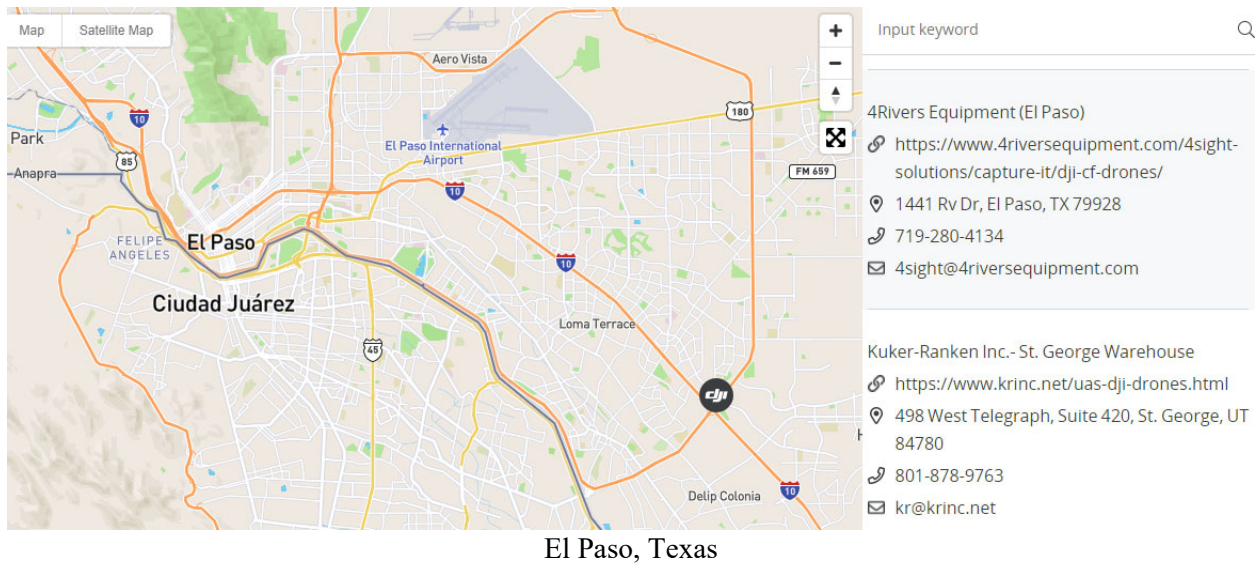 Map
Satellite Map
Aero Vista
180
10
El Paso International
Airport
Park
85
Anapra
FM 659
10
FELIPE
ANGELES
El Paso
10
Ciudad Juárez
Loma Terrace
45
dji
Delip Colonia
10
Input keyword
4Rivers Equipment (El Paso)
https://www.4riversequipment.com/4sight-
solutions/capture-it/dji-cf-drones/
1441 Rv Dr, El Paso, TX 79928
719-280-4134
4sight@4riversequipment.com
Kuker-Ranken Inc.- St. George Warehouse
https://www.krinc.net/uas-dji-drones.html
498 West Telegraph, Suite 420, St. George, UT
84780
801-878-9763
kr@krinc.net
El Paso, Texas